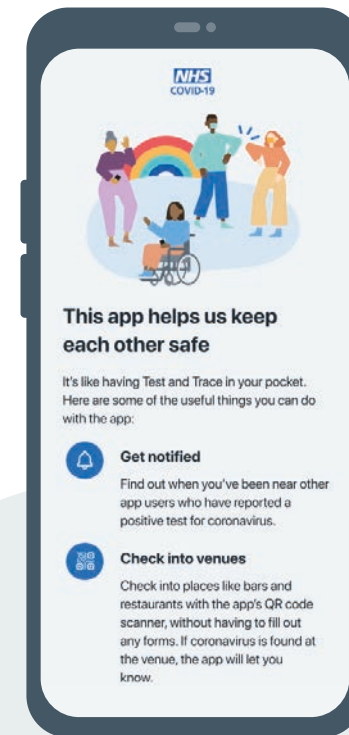 NHS
COVID-19
This app helps us keep
each other safe
It's like having Test and Trace in your pocket.
Here are some of the useful things you can do
with the app:
Get notified
Find out when you've been near other
app users who have reported a
positive test for coronavirus.
Check into venues
Check into places like bars and
restaurants with the app's QR code
scanner, without having to fill out
any forms. If coronavirus is found at
the venue, the app will let you
know.